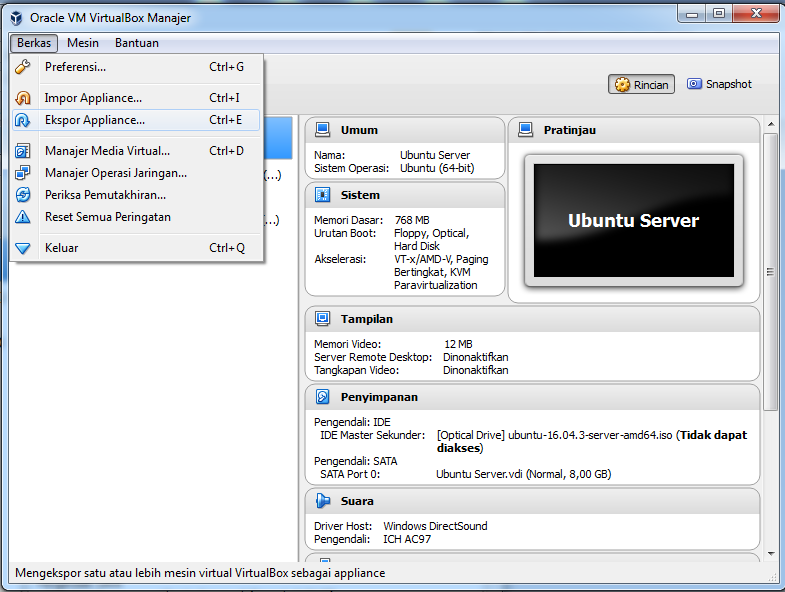 Oracle VM VirtualBox Manajer
Berkas Mesin Bantuan
Preferensi... Ctrl+G
Impor Appliance... Ctrl+I
Ekspor Appliance... Ctrl+E
Manajer Media Virtual... Ctrl+D
Manajer Operasi Jaringan...
Periksa Pemutakhiran...
Reset Semua Peringatan
Keluar Ctrl+Q
(...)
...)
Rincian Snapshot
Umum
Nama: Ubuntu Server
Sistem Operasi: Ubuntu (64-bit)
Sistem
Memori Dasar: 768 MB
Urutan Boot: Floppy, Optical,
Hard Disk
Akselerasi: VT-x/AMD-V, Paging
Bertingkat, KVM
Paravirtualization
Pratinjau
Ubuntu Server
Tampilan
Memori Video: 12 MB
Server Remote Desktop: Dinonaktifkan
Tangkapan Video: Dinonaktifkan
Penyimpanan
Pengendali: IDE
IDE Master Sekunder: [Optical Drive] ubuntu-16.04.3-server-amd64.iso (Tidak dapat
diakses)
Pengendali: SATA
SATA Port 0: Ubuntu Server.vdi (Normal, 8,00 GB)
Suara
Driver Host: Windows DirectSound
Pengendali: ICH AC97
Mengekspor satu atau lebih mesin virtual VirtualBox sebagai appliance